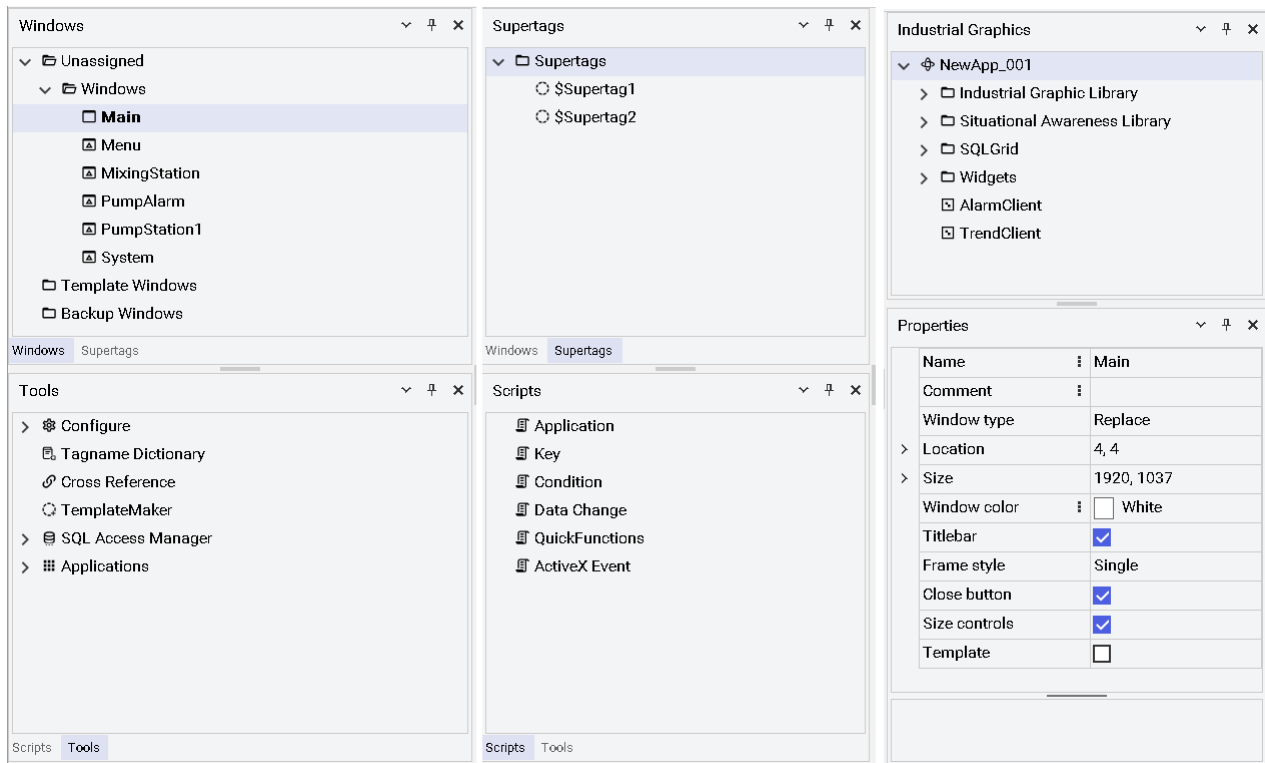 Windows
Unassigned
Windows
Main
Menu
MixingStation
PumpAlarm
PumpStation1
System
Template Windows
Backup Windows
Windows Supertags
Tools
Configure
Tagname Dictionary
Cross Reference
TemplateMaker
SQL Access Manager
Applications
Scripts Tools
Supertags
Supertags
$Supertag1
$Supertag2
Windows Supertags
Scripts
Application
Key
Condition
Data Change
QuickFunctions
ActiveX Event
Scripts Tools
Industrial Graphics
NewApp_001
Industrial Graphic Library
Situational Awareness Library
SQLGrid
Widgets
AlarmClient
TrendClient
Properties
Name Main
Comment
Window type Replace
Location 4, 4
Size 1920, 1037
Window color White
Titlebar
Frame style Single
Close button
Size controls
Template